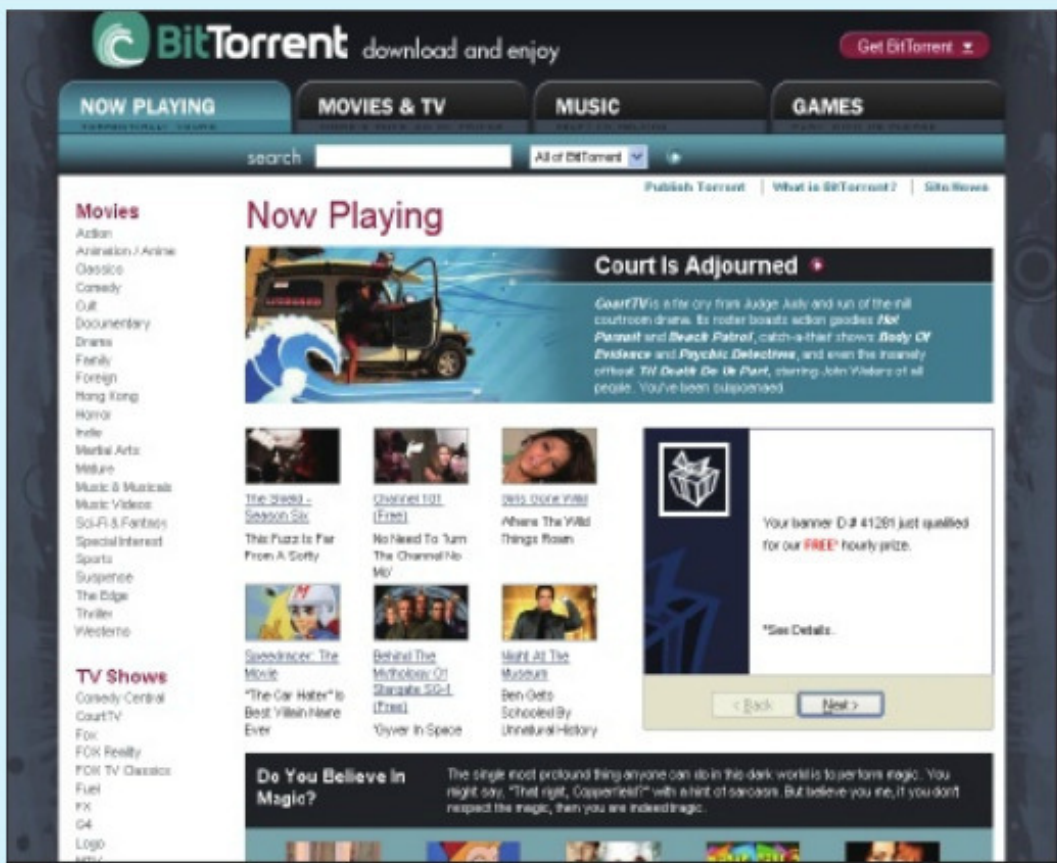 BitTorrent download and enjoy
Get BitTorrent
NOW PLAYING
MOVIES & TV
MUSIC
GAMES
search
All of BitTorrent
Publish Torrent | What is BitTorrent? | Site News
Movies
Action
Animation / Anime
Classics
Comedy
Cult
Documentary
Drama
Family
Foreign
Hong Kong
Horror
Indie
Martial Arts
Mature
Music & Musicals
Music Videos
Sci-Fi & Fantasy
Special Interest
Sports
Suspense
The Edge
Thriller
Westerns
TV Shows
Comedy Central
CourtTV
Fox
FOX Reality
FOX TV Classics
Fuel
FX
G4
Logo
MTV
Now Playing
Court Is Adjourned
CourtTV is a far cry from Judge Judy and run of the mill
courtroom drama. Its roster boasts action goodies Hot
Pursuit and Beach Patrol, catch-a-thief shows Body Of
Evidence and Psychic Detectives, and even the insanely
offbeat Til Death Do Us Part, starring John Waters of all
people. You've been subpoenaed.
The Shield -
Season Six
This Fuzz Is Far
From A Softy
Channel 101
(Free)
No Need To Turn
The Channel No
Mo'
Girls Gone Wild
Where The Wild
Things Roam
Speedracer: The
Movie
"The Car Hater" Is
Best Villain Name
Ever
Behind The
Mythology Of
Stargate SG-1
(Free)
'Gyver In Space
Night At The
Museum
Ben Gets
Schooled By
Unnatural History
Your banner ID # 41281 just qualified
for our FREE* hourly prize.
*See Details.
< Back
Next >
Do You Believe In
Magic?
The single most profound thing anyone can do in this dark world is to perform magic. You
might say, "That right, Copperfield?" with a hint of sarcasm. But believe you me, if you don't
respect the magic, then you are indeed tragic.